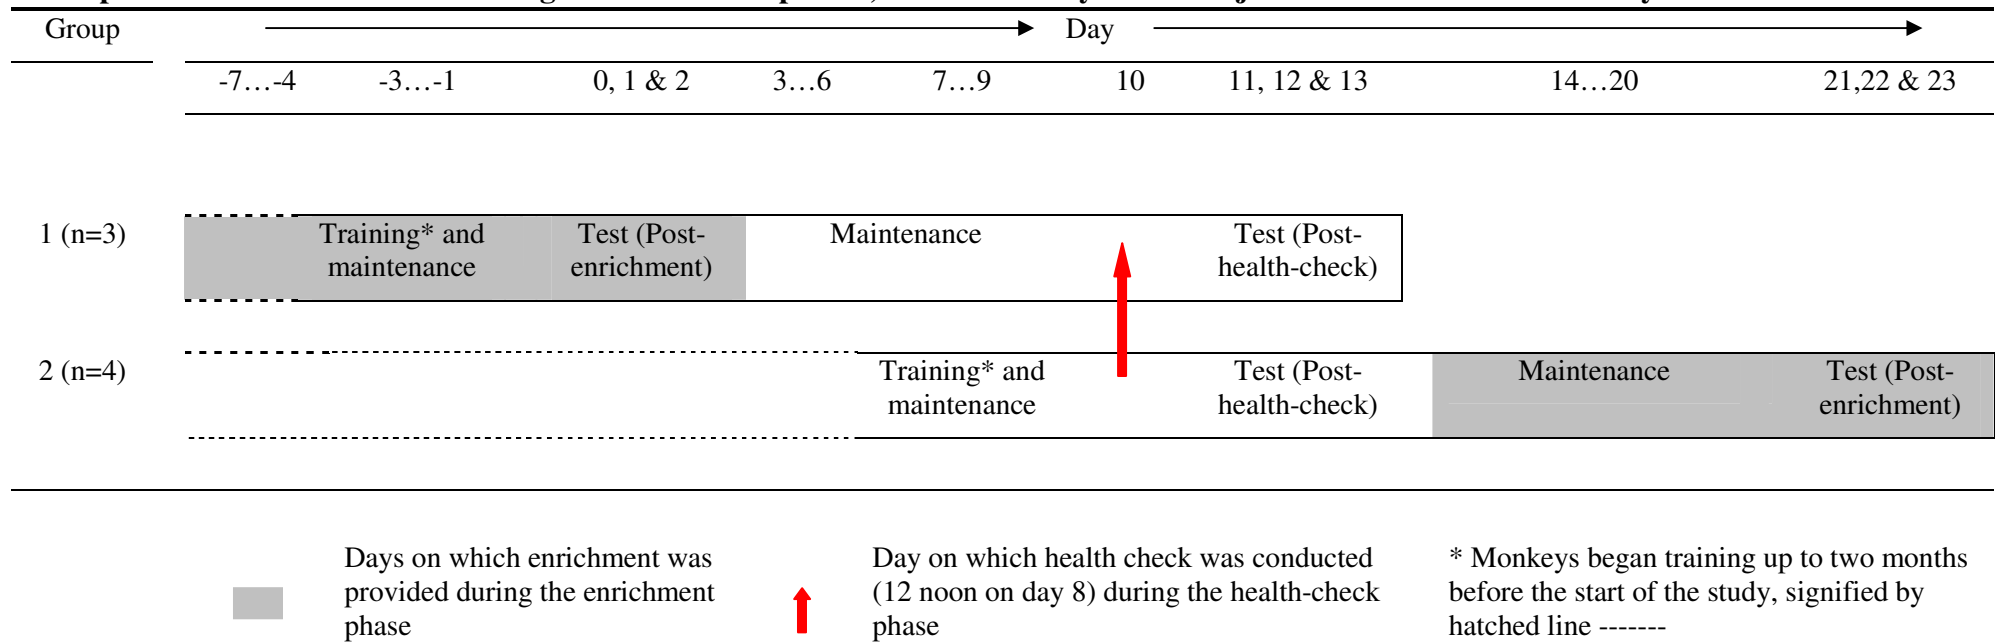 Group Day
-7…-4 -3…-1 0, 1 & 2 3…6 7…9 10 11, 12 & 13 14…20 21,22 & 23
1 (n=3) Training* and Test (Post- Maintenance Test (Post-
maintenance enrichment) health-check)
2 (n=4) Training* and Test (Post- Maintenance Test (Post-
maintenance health-check) enrichment)
Days on which enrichment was
provided during the enrichment
phase
Day on which health check was conducted
(12 noon on day 8) during the health-check
phase
* Monkeys began training up to two months
before the start of the study, signified by
hatched line -------